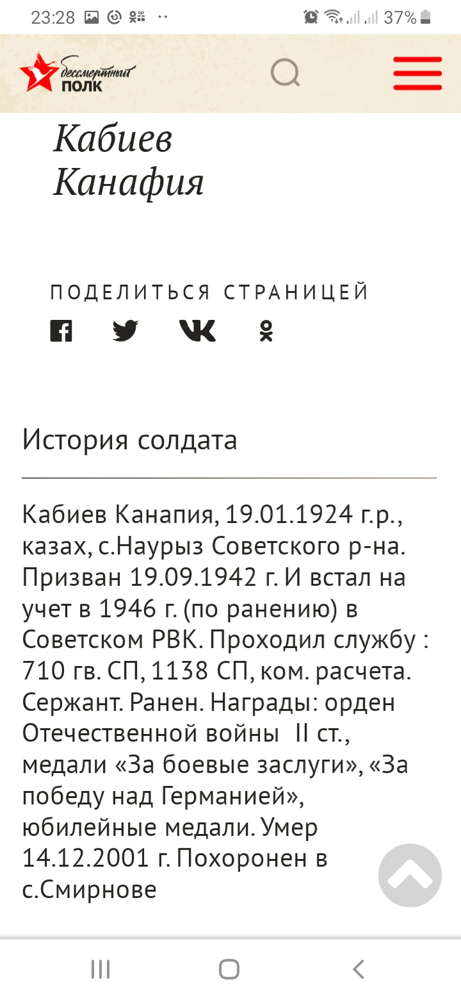 23:28
37%
бессмертный
ПОЛК
Кабиев
Канафия
ПОДЕЛИТЬСЯ СТРАНИЦЕЙ
История солдата
Кабиев Канапия, 19.01.1924 г.р.,
казах, с.Наурыз Советского р-на.
Призван 19.09.1942 г. И встал на
учет в 1946 г. (по ранению) в
Советском РВК. Проходил службу :
710 гв. СП, 1138 СП, ком. расчета.
Сержант. Ранен. Награды: орден
Отечественной войны  II ст.,
медали «За боевые заслуги», «За
победу над Германией»,
юбилейные медали. Умер
14.12.2001 г. Похоронен в
с.Смирнове